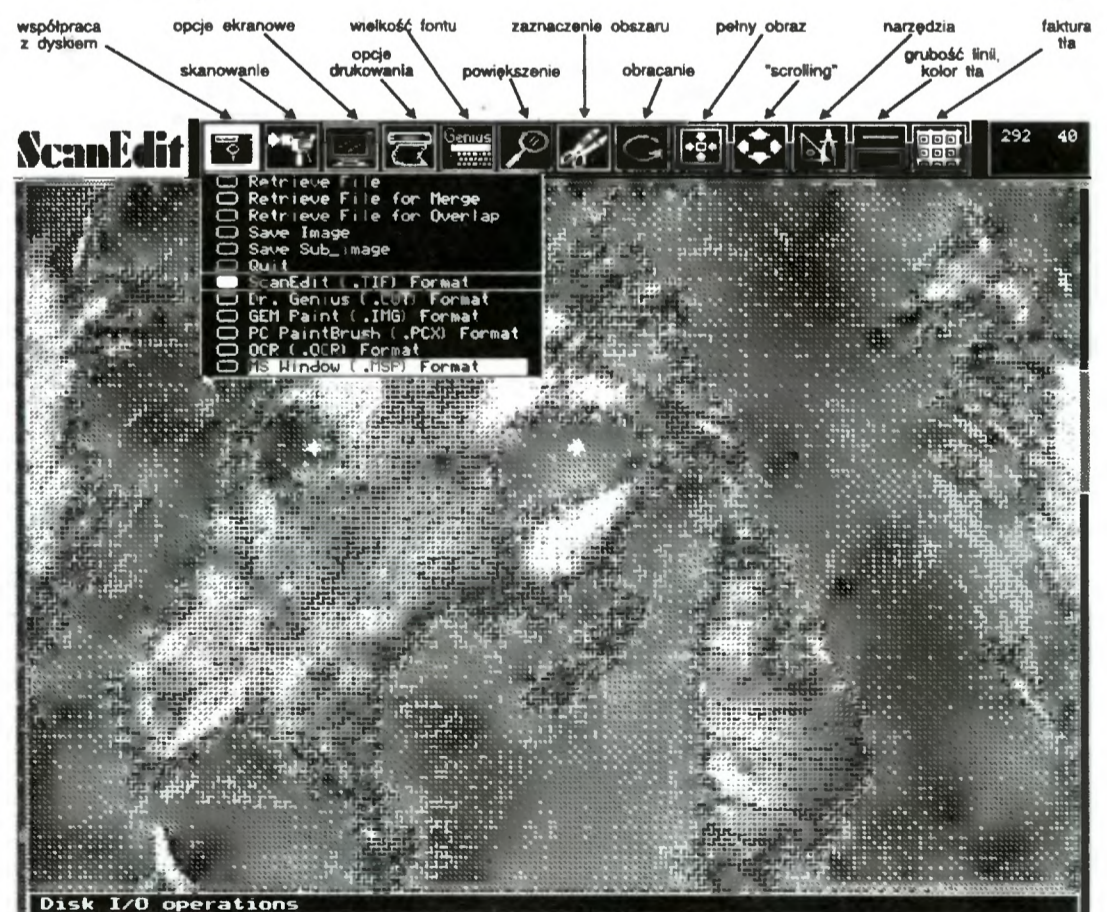 współpraca
z dyskiem
opcje ekranowe
wielkość fontu
zaznaczenie obszaru
pełny obraz
narzędzia
faktura
tła
skanowanie
opcje
drukowania
powiększenie
obracanie
"scrolling"
grubość linii,
kolor tła
ScanEdit
Genius
292 40
Retrieve File
Retrieve File for Merge
Retrieve File for Overlap
Save Image
Save Sub_image
Quit
ScanEdit (.TIF) Format
Dr. Genius (.CUT) Format
GEM Paint (.IMG) Format
PC PaintBrush (.PCX) Format
OCR (.OCR) Format
MS Window (.MSP) Format
Disk I/O operations